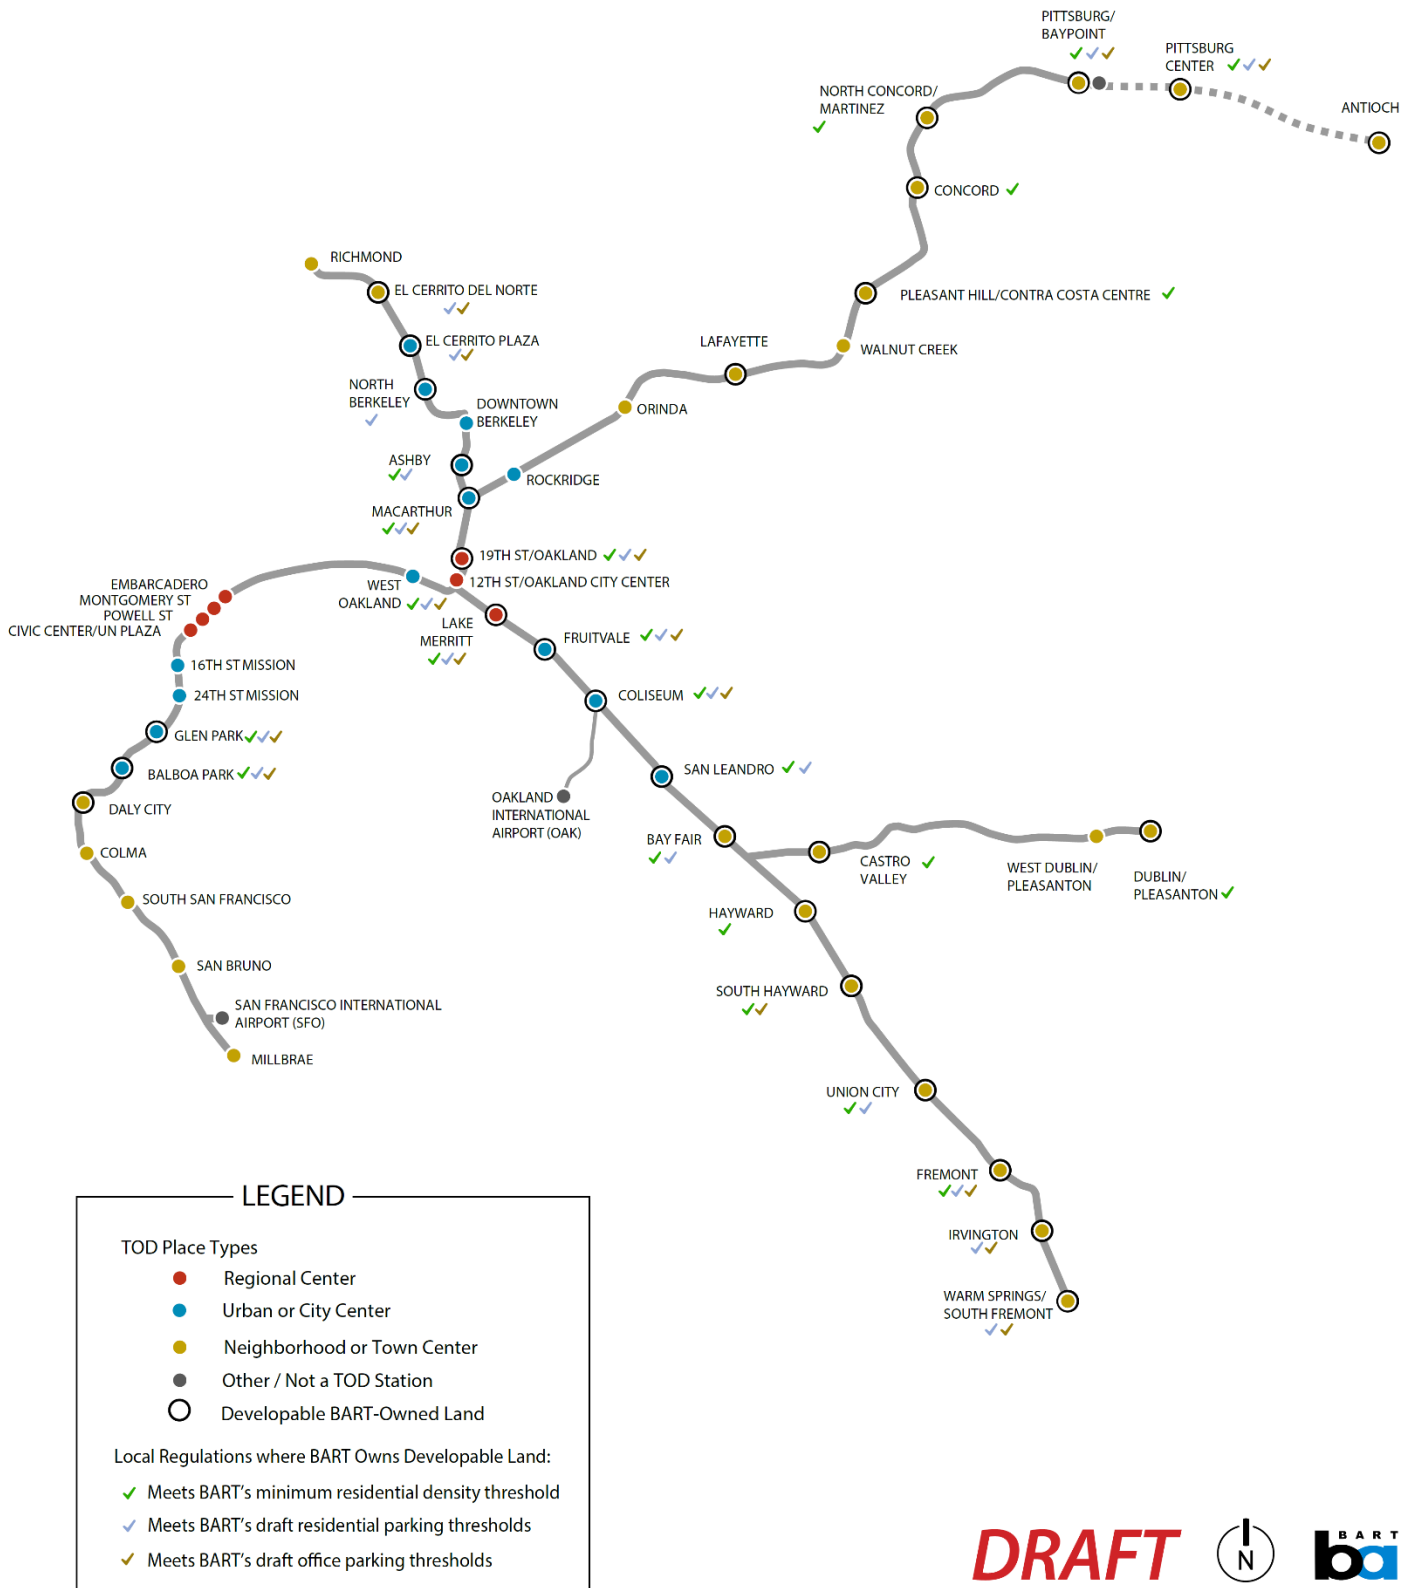 PITTSBURG/
BAYPOINT
PITTSBURG
CENTER
NORTH CONCORD/
MARTINEZ
ANTIOCH
CONCORD
RICHMOND
EL CERRITO DEL NORTE
PLEASANT HILL/CONTRA COSTA CENTRE
EL CERRITO PLAZA
LAFAYETTE
WALNUT CREEK
NORTH
BERKELEY
DOWNTOWN
BERKELEY
ORINDA
ASHBY
ROCKRIDGE
MACARTHUR
19TH ST/OAKLAND
12TH ST/OAKLAND CITY CENTER
EMBARCADERO
MONTGOMERY ST
POWELL ST
CIVIC CENTER/UN PLAZA
WEST
OAKLAND
LAKE
MERRITT
FRUITVALE
16TH ST MISSION
24TH ST MISSION
COLISEUM
GLEN PARK
BALBOA PARK
SAN LEANDRO
DALY CITY
OAKLAND
INTERNATIONAL
AIRPORT (OAK)
BAY FAIR
COLMA
CASTRO
VALLEY
WEST DUBLIN/
PLEASANTON
DUBLIN/
PLEASANTON
SOUTH SAN FRANCISCO
HAYWARD
SAN BRUNO
SOUTH HAYWARD
SAN FRANCISCO INTERNATIONAL
AIRPORT (SFO)
MILLBRAE
UNION CITY
FREMONT
IRVINGTON
WARM SPRINGS/
SOUTH FREMONT
LEGEND
TOD Place Types
Regional Center
Urban or City Center
Neighborhood or Town Center
Other / Not a TOD Station
Developable BART-Owned Land
Local Regulations where BART Owns Developable Land:
Meets BART's minimum residential density threshold
Meets BART's draft residential parking thresholds
Meets BART's draft office parking thresholds
DRAFT
N
BART
ba